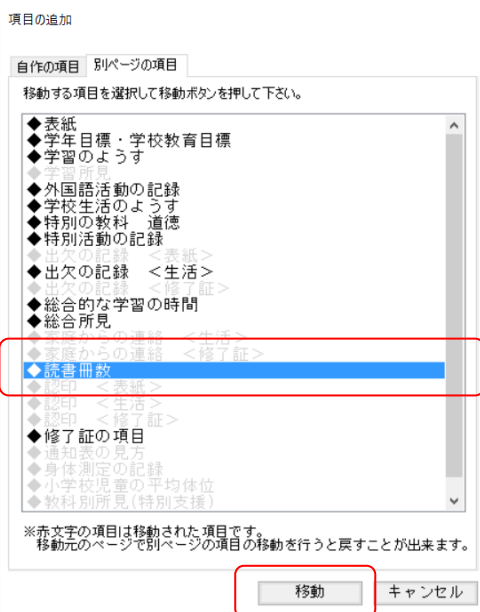 項目の追加
自作の項目 別ページの項目
移動する項目を選択して移動ボタンを押して下さい。
◆表紙
◆学年目標・学校教育目標
◆学習のようす
◆学習所見
◆外国語活動の記録
◆学校生活のようす
◆特別の教科 道徳
◆特別活動の記録
◆出欠の記録 <表紙>
◆出欠の記録 <生活>
◆出欠の記録 <修了証>
◆総合的な学習の時間
◆総合所見
◆家庭からの連絡 <生活>
◆家庭からの連絡 <修了証>
◆読書冊数
◆認印 <表紙>
◆認印 <生活>
◆認印 <修了証>
◆修了証の項目
◆通知表の見方
◆身体測定の記録
◆小学校児童の平均体位
◆教科別所見(特別支援)
※赤文字の項目は移動された項目です。
移動元のページで別ページの項目の移動を行うと戻すことが出来ます。
移動 キャンセル